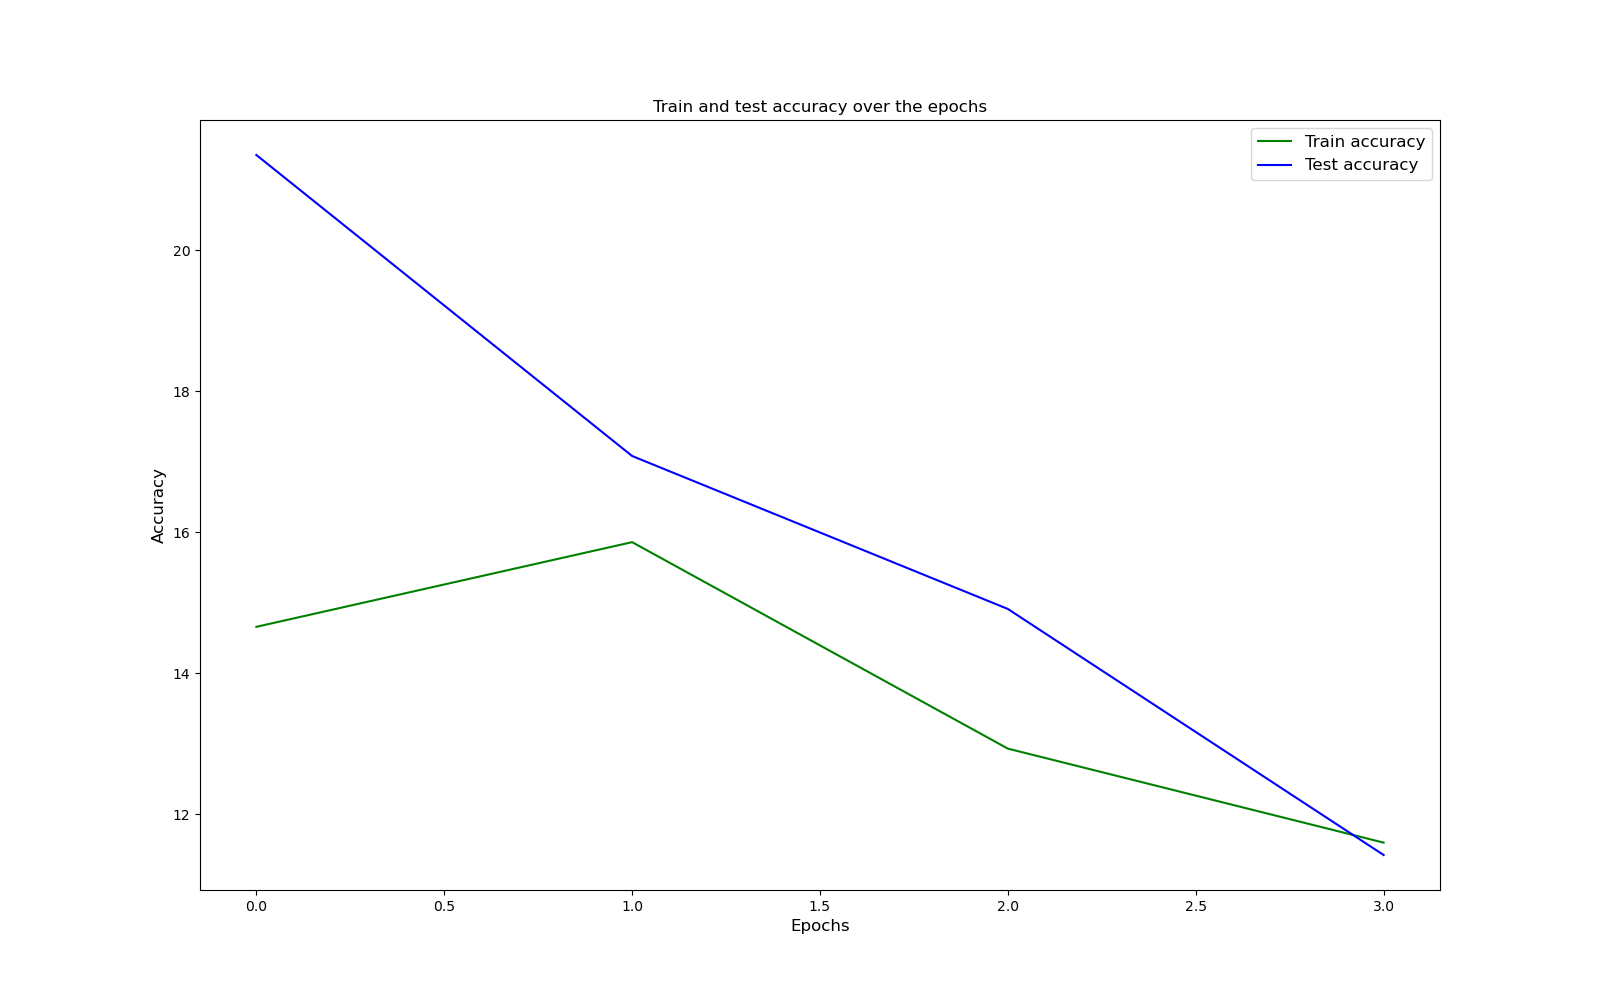 Train and test accuracy over the epochs
Train accuracy
Test accuracy
Accuracy
20
18
16
14
12
0.0 0.5 1.0 1.5 2.0 2.5 3.0
Epochs